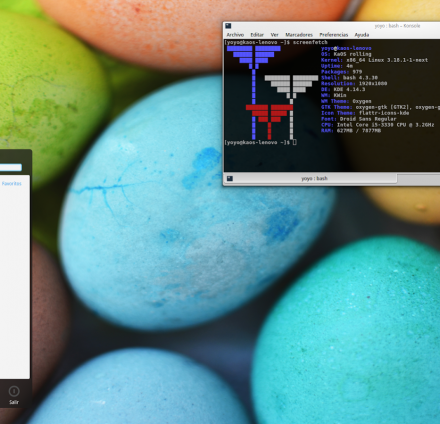 yoyo : bash – Konsole
Archivo Editar Ver Marcadores Preferencias Ayuda
[yoyo@kaos-lenovo ~]$ screenfetch
yoyo@kaos-lenovo
OS: KaOS rolling
Kernel: x86_64 Linux 3.18.1-1-next
Uptime: 4m
Packages: 979
Shell: bash 4.3.30
Resolution: 1920x1080
DE: KDE 4.14.3
WM: KWin
WM Theme: Oxygen
GTK Theme: oxygen-gtk [GTK2], oxygen-g
Icon Theme: flattr-icons-kda
Font: Droid Sans Regular
CPU: Intel Core i5-3330 CPU @ 3.2GHz
RAM: 627MB / 7877MB
[yoyo@kaos-lenovo ~]$
yoyo : bash
Favoritos
Salir